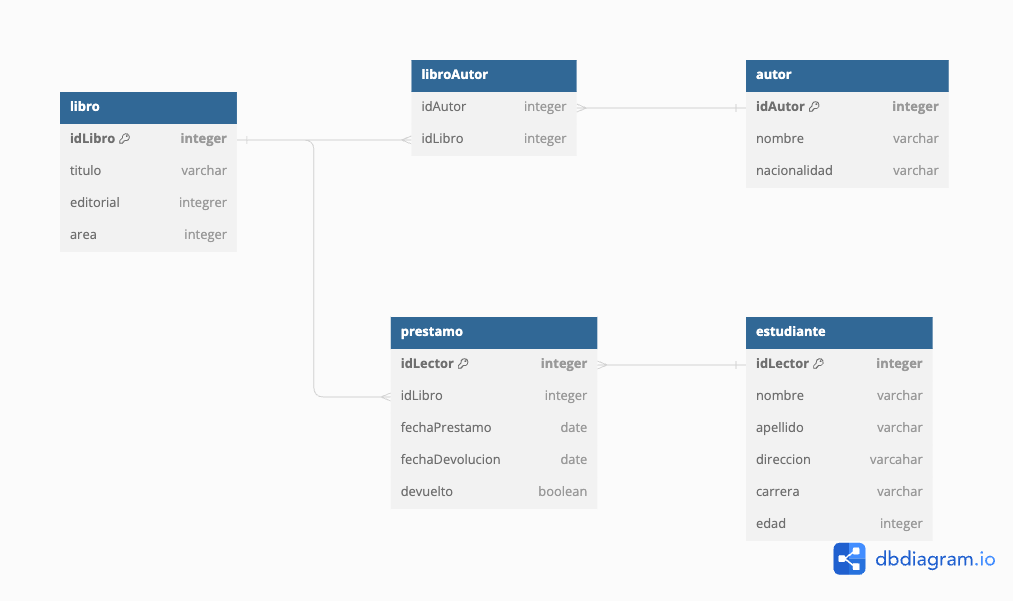 libro
idLibro integer
titulo varchar
editorial integrer
area integer
libroAutor
idAutor integer
idLibro integer
autor
idAutor integer
nombre varchar
nacionalidad varchar
prestamo
idLector integer
idLibro integer
fechaPrestamo date
fechaDevolucion date
devuelto boolean
estudiante
idLector integer
nombre varchar
apellido varchar
direccion varcahar
carrera varchar
edad integer
dbdiagram.io